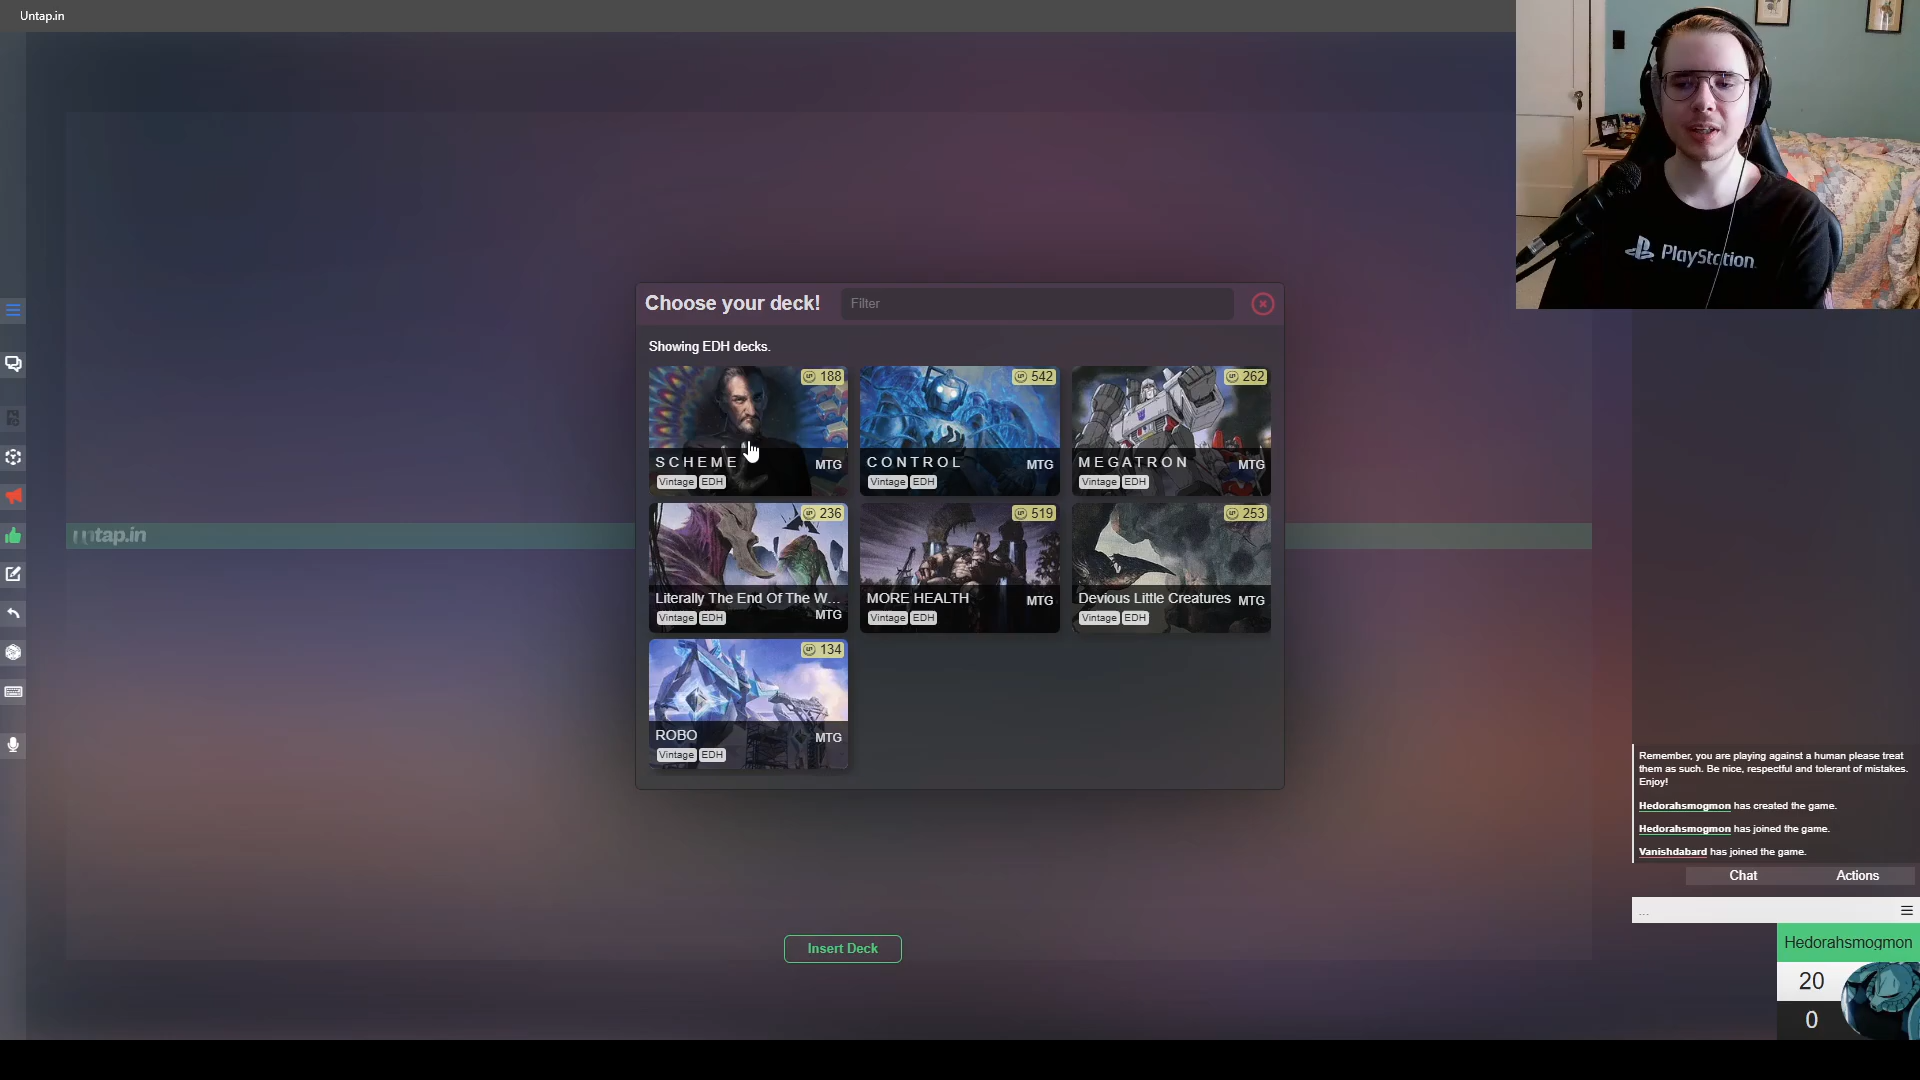 Untap.in
PlayStation
Choose your deck!
Filter
Showing EDH decks.
188
SCHEME
MTG
Vintage EDH
542
CONTROL
MTG
Vintage EDH
262
MEGATRON
MTG
Vintage EDH
untap.in
236
Literally The End Of The W...
MTG
Vintage EDH
519
MORE HEALTH
MTG
Vintage EDH
253
Devious Little Creatures
MTG
Vintage EDH
134
ROBO
MTG
Vintage EDH
Remember, you are playing against a human please treat
them as such. Be nice, respectful and tolerant of mistakes.
Enjoy!
Hedorahsmogmon has created the game.
Hedorahsmogmon has joined the game.
Vanishdabard has joined the game.
Chat Actions
...
Insert Deck
Hedorahsmogmon
20
0